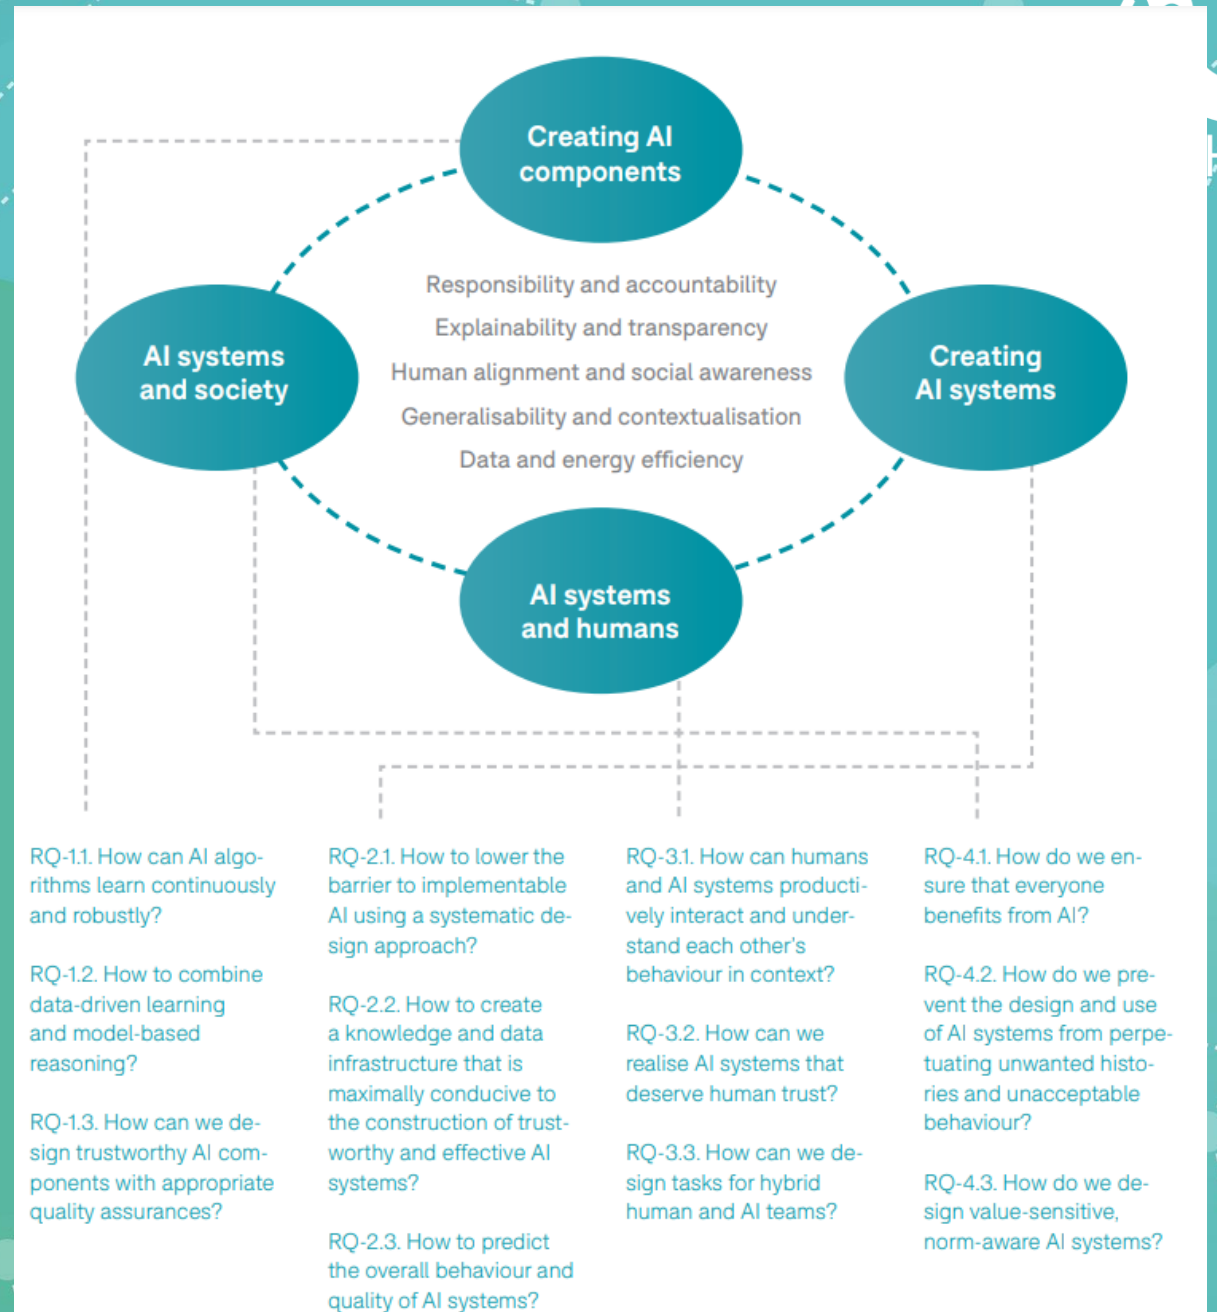 Creating AI
components
Responsibility and accountability
Explainability and transparency
Human alignment and social awareness
Generalisability and contextualisation
Data and energy efficiency
AI systems
and society
Creating
AI systems
AI systems
and humans
RQ-1.1. How can AI algo-
rithms learn continuously
and robustly?
RQ-1.2. How to combine
data-driven learning
and model-based
reasoning?
RQ-1.3. How can we de-
sign trustworthy AI com-
ponents with appropriate
quality assurances?
RQ-2.1. How to lower the
barrier to implementable
AI using a systematic de-
sign approach?
RQ-2.2. How to create
a knowledge and data
infrastructure that is
maximally conducive to
the construction of trust-
worthy and effective AI
systems?
RQ-2.3. How to predict
the overall behaviour and
quality of AI systems?
RQ-3.1. How can humans
and AI systems producti-
vely interact and under-
stand each other's
behaviour in context?
RQ-3.2. How can we
realise AI systems that
deserve human trust?
RQ-3.3. How can we de-
sign tasks for hybrid
human and AI teams?
RQ-4.1. How do we en-
sure that everyone
benefits from AI?
RQ-4.2. How do we pre-
vent the design and use
of AI systems from perpe-
tuating unwanted histo-
ries and unacceptable
behaviour?
RQ-4.3. How do we de-
sign value-sensitive,
norm-aware AI systems?